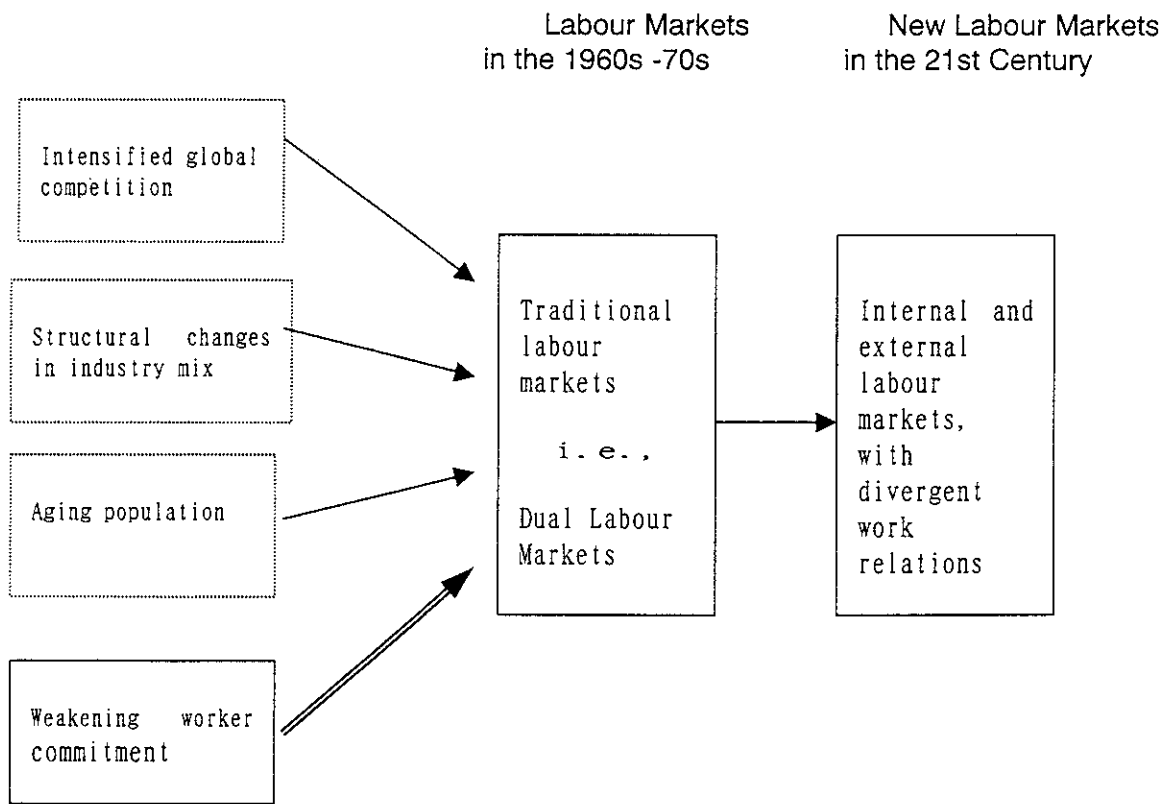 Labour Markets
in the 1960s -70s
New Labour Markets
in the 21st Century
Intensified global
competition
Structural changes
in industry mix
Aging population
Weakening worker
commitment
Traditional
labour
markets
i.e.,
Dual Labour
Markets
Internal and
external
labour
markets,
with
divergent
work
relations